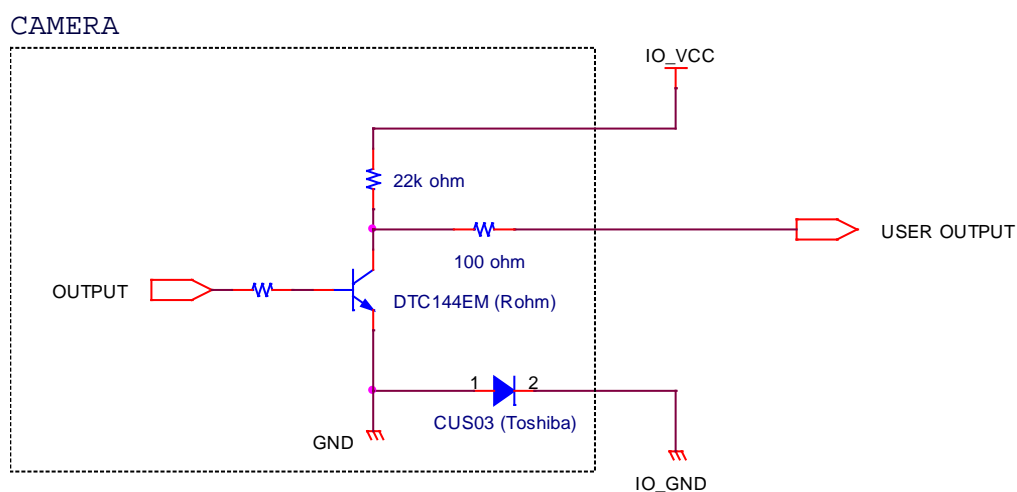 CAMERA
IO_VCC
22k ohm
USER OUTPUT
100 ohm
OUTPUT
DTC144EM (Rohm)
1 2
CUS03 (Toshiba)
GND
IO_GND